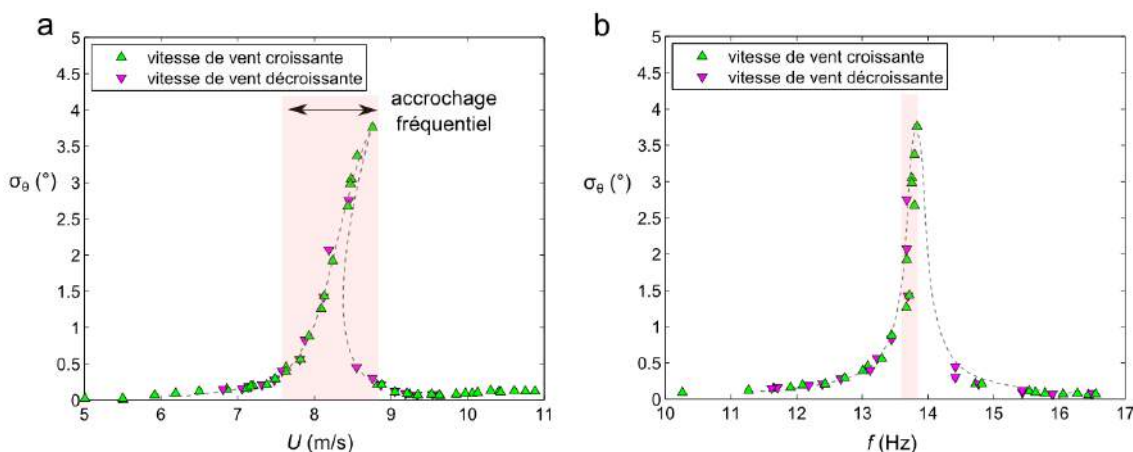 a
5
4.5
4
3.5
3
2.5
2
1.5
1
0.5
0
σθ (°)
vitesse de vent croissante
vitesse de vent décroissante
accrochage
fréquentiel
5 6 7 8 9 10 11
U (m/s)
b
5
4.5
4
3.5
3
2.5
2
1.5
1
0.5
0
σθ (°)
vitesse de vent croissante
vitesse de vent décroissante
10 11 12 13 14 15 16 17
f (Hz)